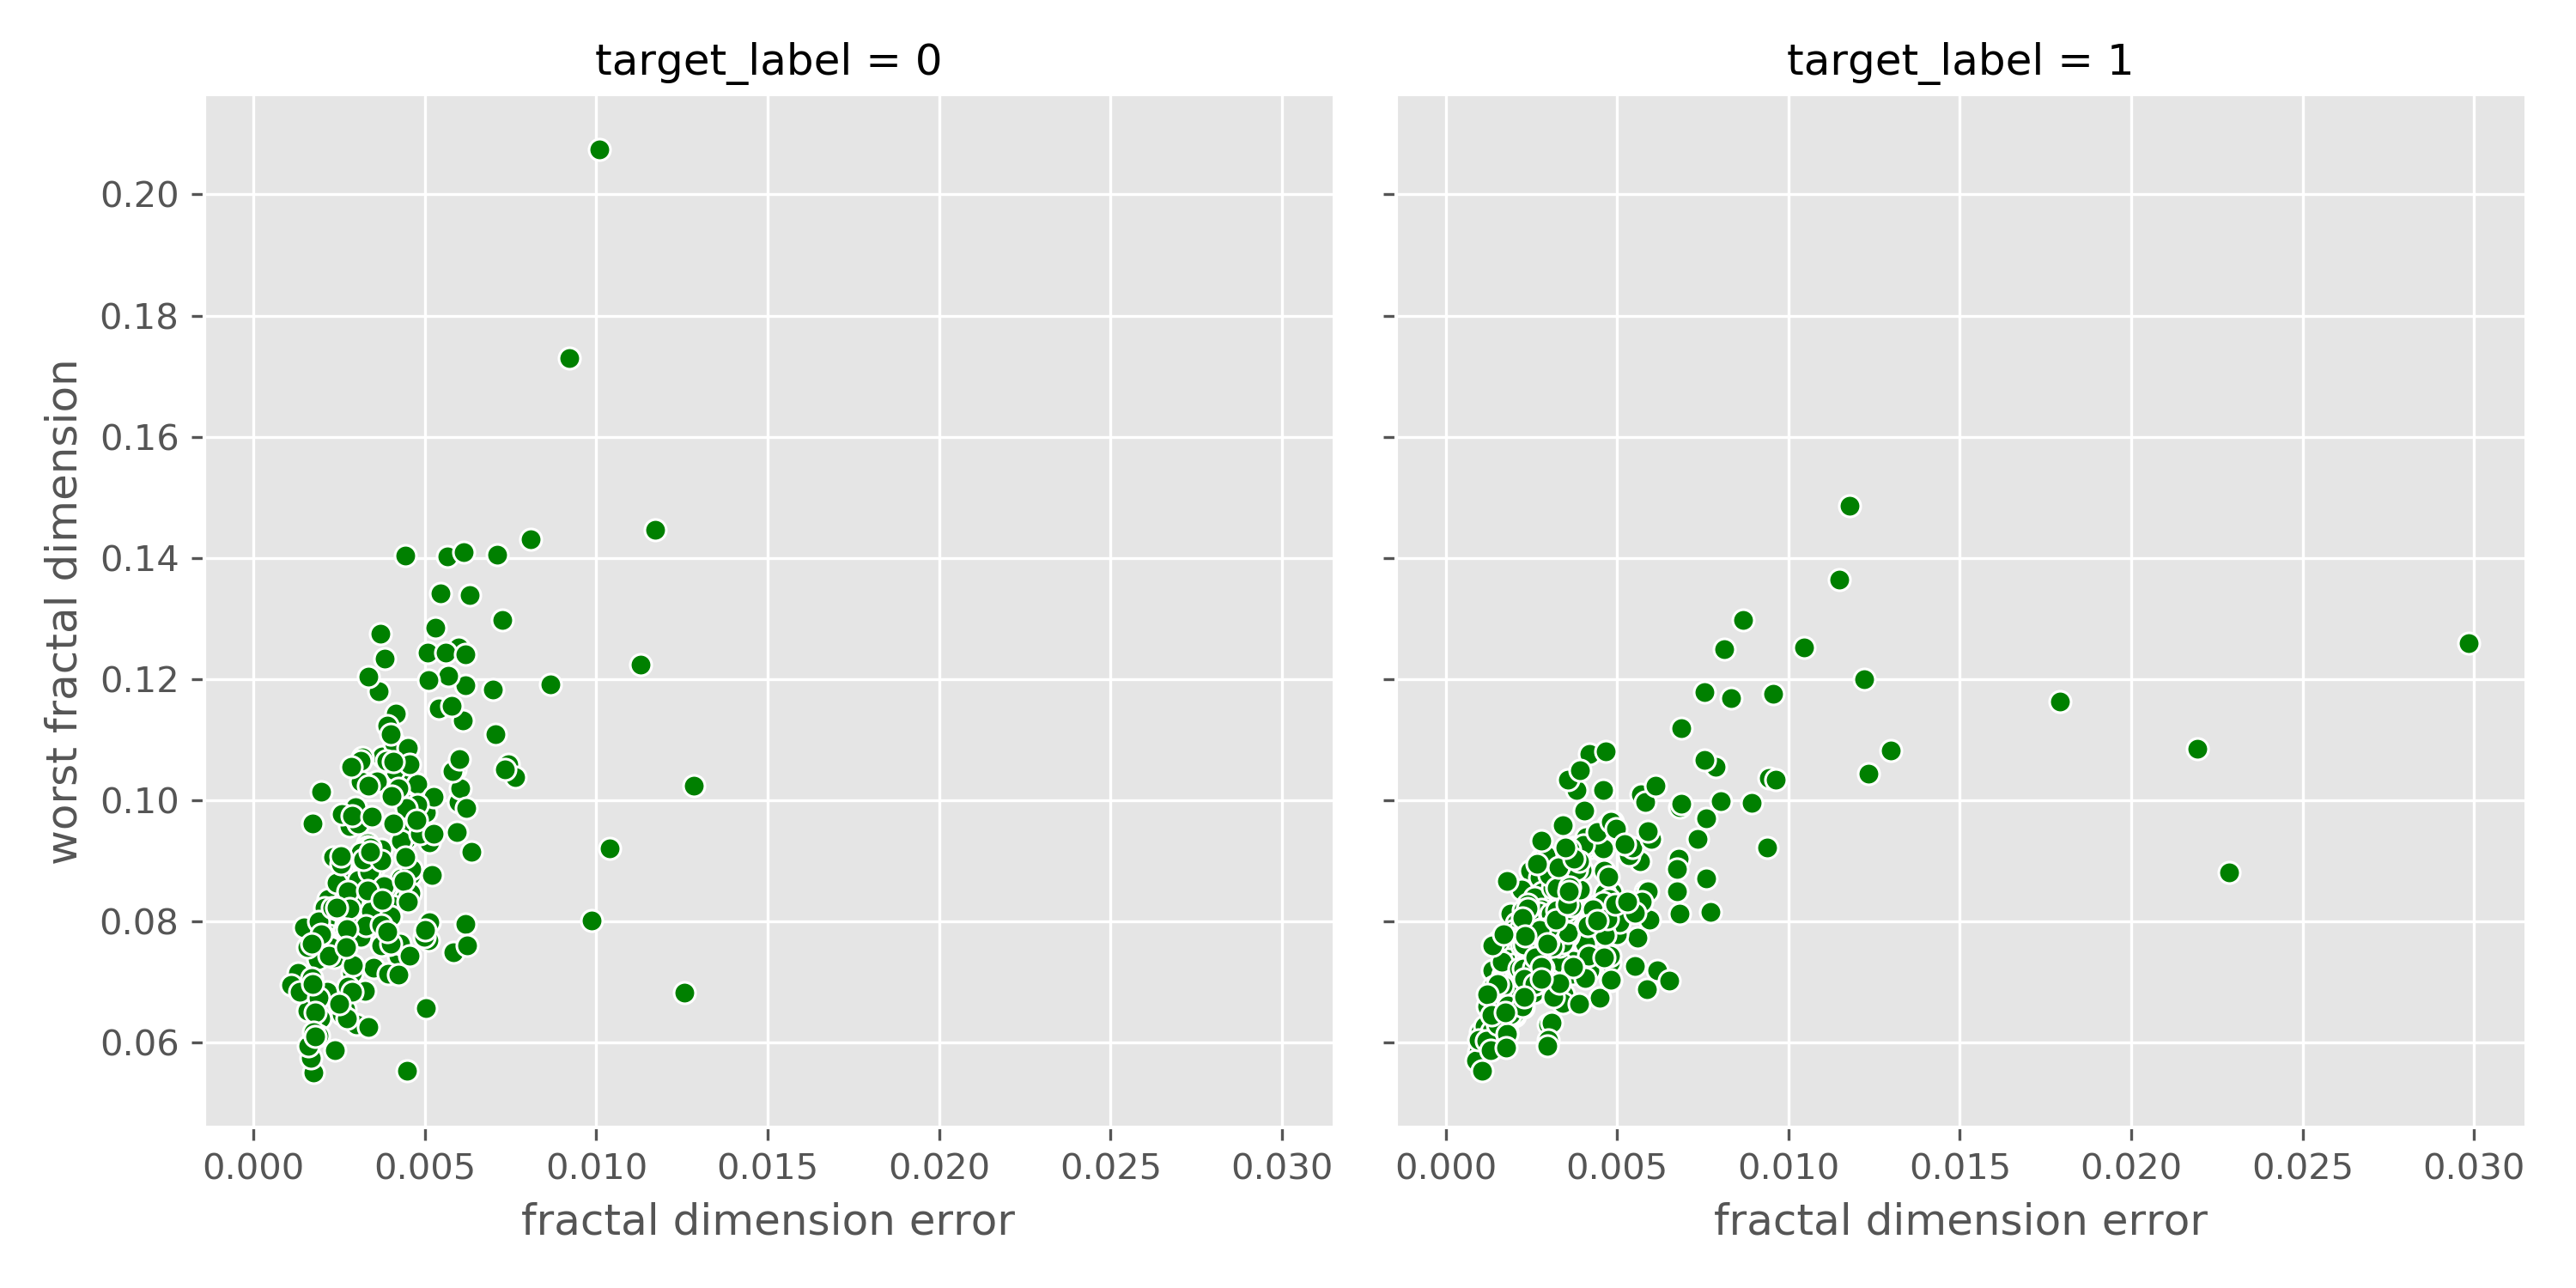 target_label = 0
target_label = 1
0.20
0.18
0.16
0.14
0.12
0.10
0.08
0.06
worst fractal dimension
0.000 0.005 0.010 0.015 0.020 0.025 0.030
0.000 0.005 0.010 0.015 0.020 0.025 0.030
fractal dimension error
fractal dimension error